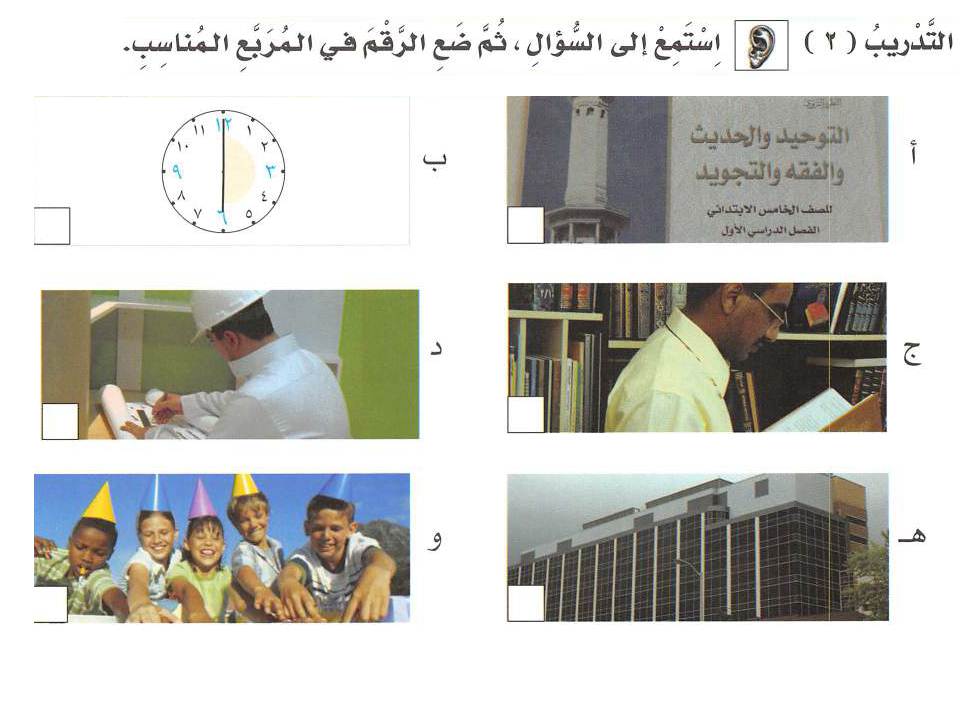 التَّدْريبُ ( ٢ ) اِسْتَمِعْ إلى السُّؤالِ ، ثُمَّ ضَعِ الرَّقْمَ في المُرَبَّعِ المُناسِبِ.
أ
التوحيد والحديث
والفقه والتجويد
للصف الخامس الابتدائي
الفصل الدراسي الأول
ب
١٢
١
٢
٣
٤
٥
٦
٧
٨
٩
١٠
١١
ج
د
هـ
و